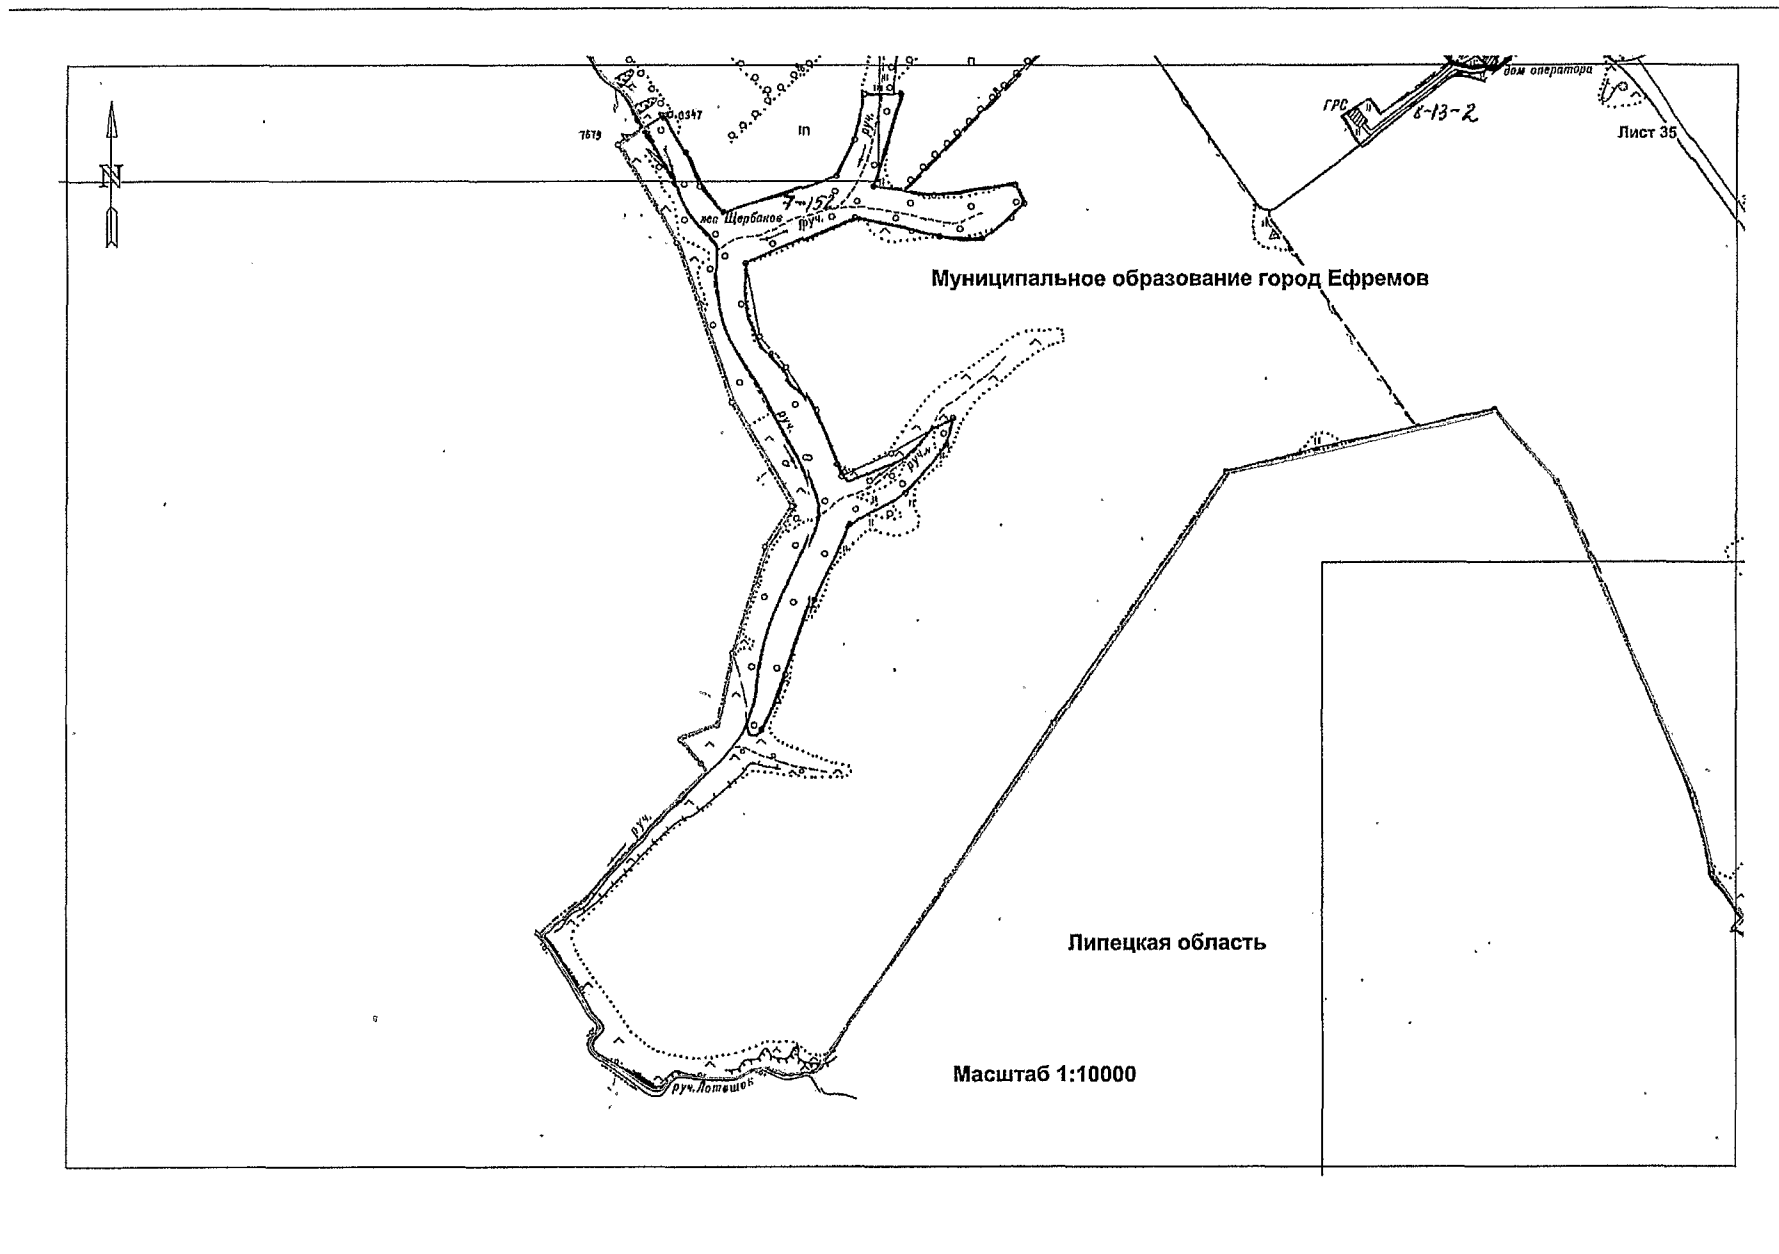 дом оператора
ГРС
8-13-2
Лист 35
0347
7679
руч.
N
7-152
лес Щербаков
руч.
Муниципальное образование город Ефремов
руч.
руч.
руч.
Липецкая область
Масштаб 1:10000
руч. Лотошок